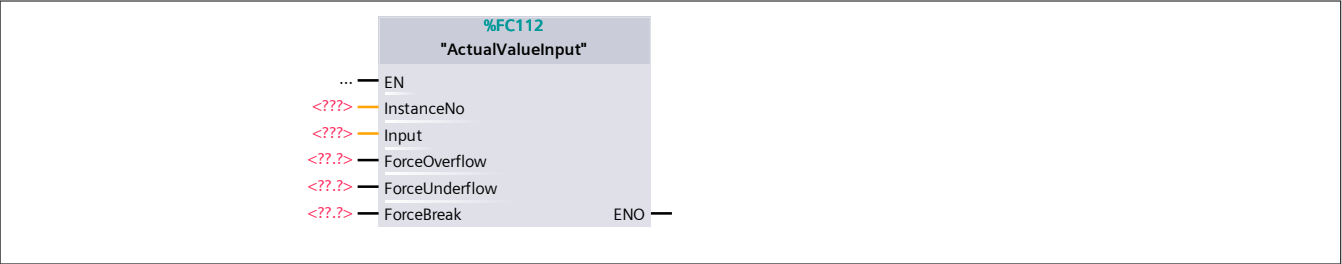 %FC112
"ActualValueInput"
... EN
<???> InstanceNo
<???> Input
<??.?> ForceOverflow
<??.?> ForceUnderflow
<??.?> ForceBreak ENO